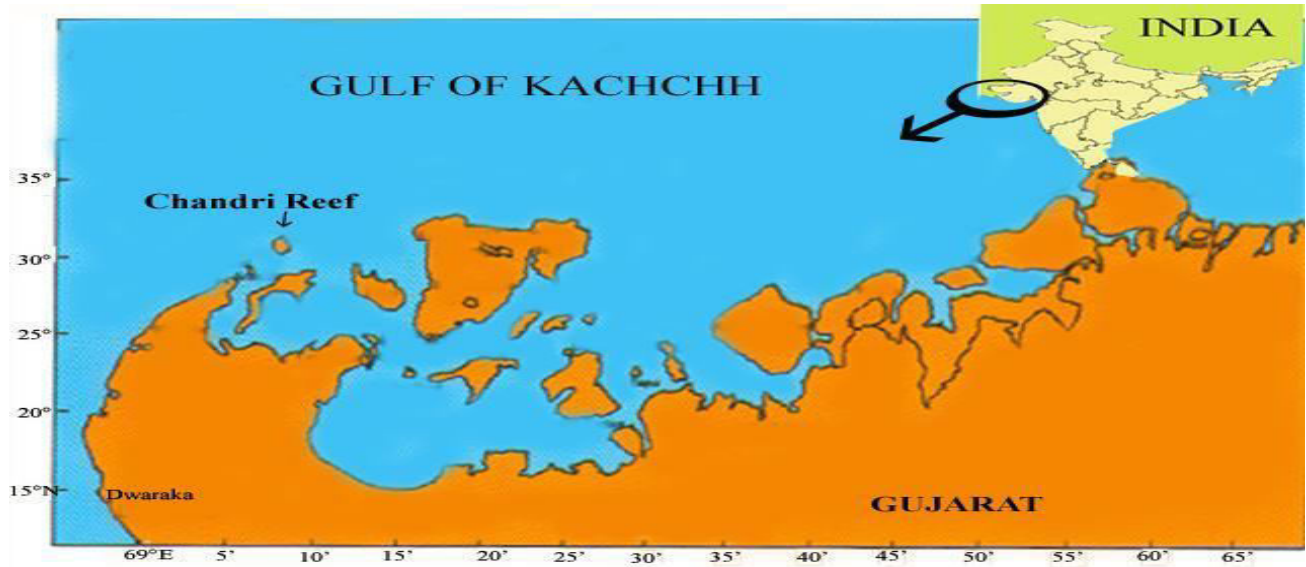 INDIA
GULF OF KACHCHH
35°
Chandri Reef
30°
25°
20°
15°N
Dwaraka
GUJARAT
69°E 5' 10' 15' 20' 25' 30' 35' 40' 45' 50' 55' 60' 65'